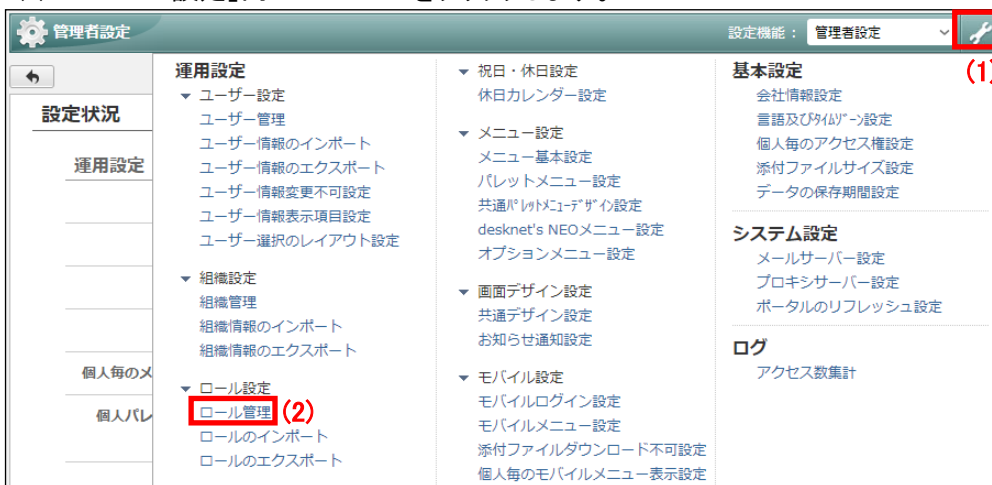 管理者設定
設定機能： 管理者設定
(1)
設定状況
運用設定
個人毎のメ
個人パレ
運用設定
ユーザー設定
ユーザー管理
ユーザー情報のインポート
ユーザー情報のエクスポート
ユーザー情報変更不可設定
ユーザー情報表示項目設定
ユーザー選択のレイアウト設定
組織設定
組織管理
組織情報のインポート
組織情報のエクスポート
ロール設定
ロール管理 (2)
ロールのインポート
ロールのエクスポート
祝日・休日設定
休日カレンダー設定
メニュー設定
メニュー基本設定
パレットメニュー設定
共通ﾊﾟﾚｯﾄﾒﾆｭｰﾃﾞｻﾞｲﾝ設定
desknet's NEOメニュー設定
オプションメニュー設定
画面デザイン設定
共通デザイン設定
お知らせ通知設定
モバイル設定
モバイルログイン設定
モバイルメニュー設定
添付ファイルダウンロード不可設定
個人毎のモバイルメニュー表示設定
基本設定
会社情報設定
言語及びﾀｲﾑｿﾞｰﾝ設定
個人毎のアクセス権設定
添付ファイルサイズ設定
データの保存期間設定
システム設定
メールサーバー設定
プロキシサーバー設定
ポータルのリフレッシュ設定
ログ
アクセス数集計